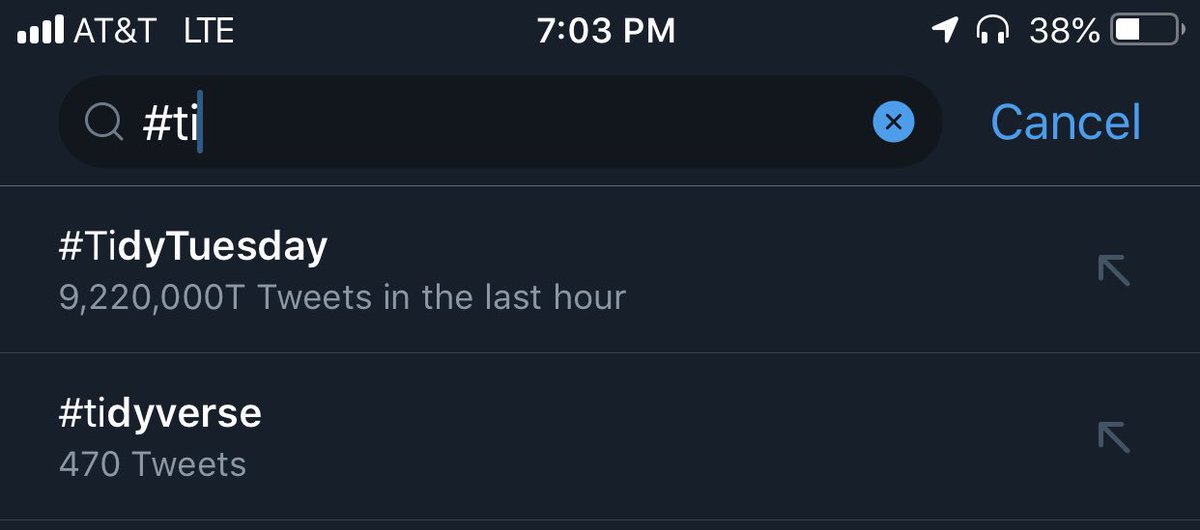 AT&T LTE 7:03 PM 38%
#ti Cancel
#TidyTuesday
9,220,000T Tweets in the last hour
#tidyverse
470 Tweets